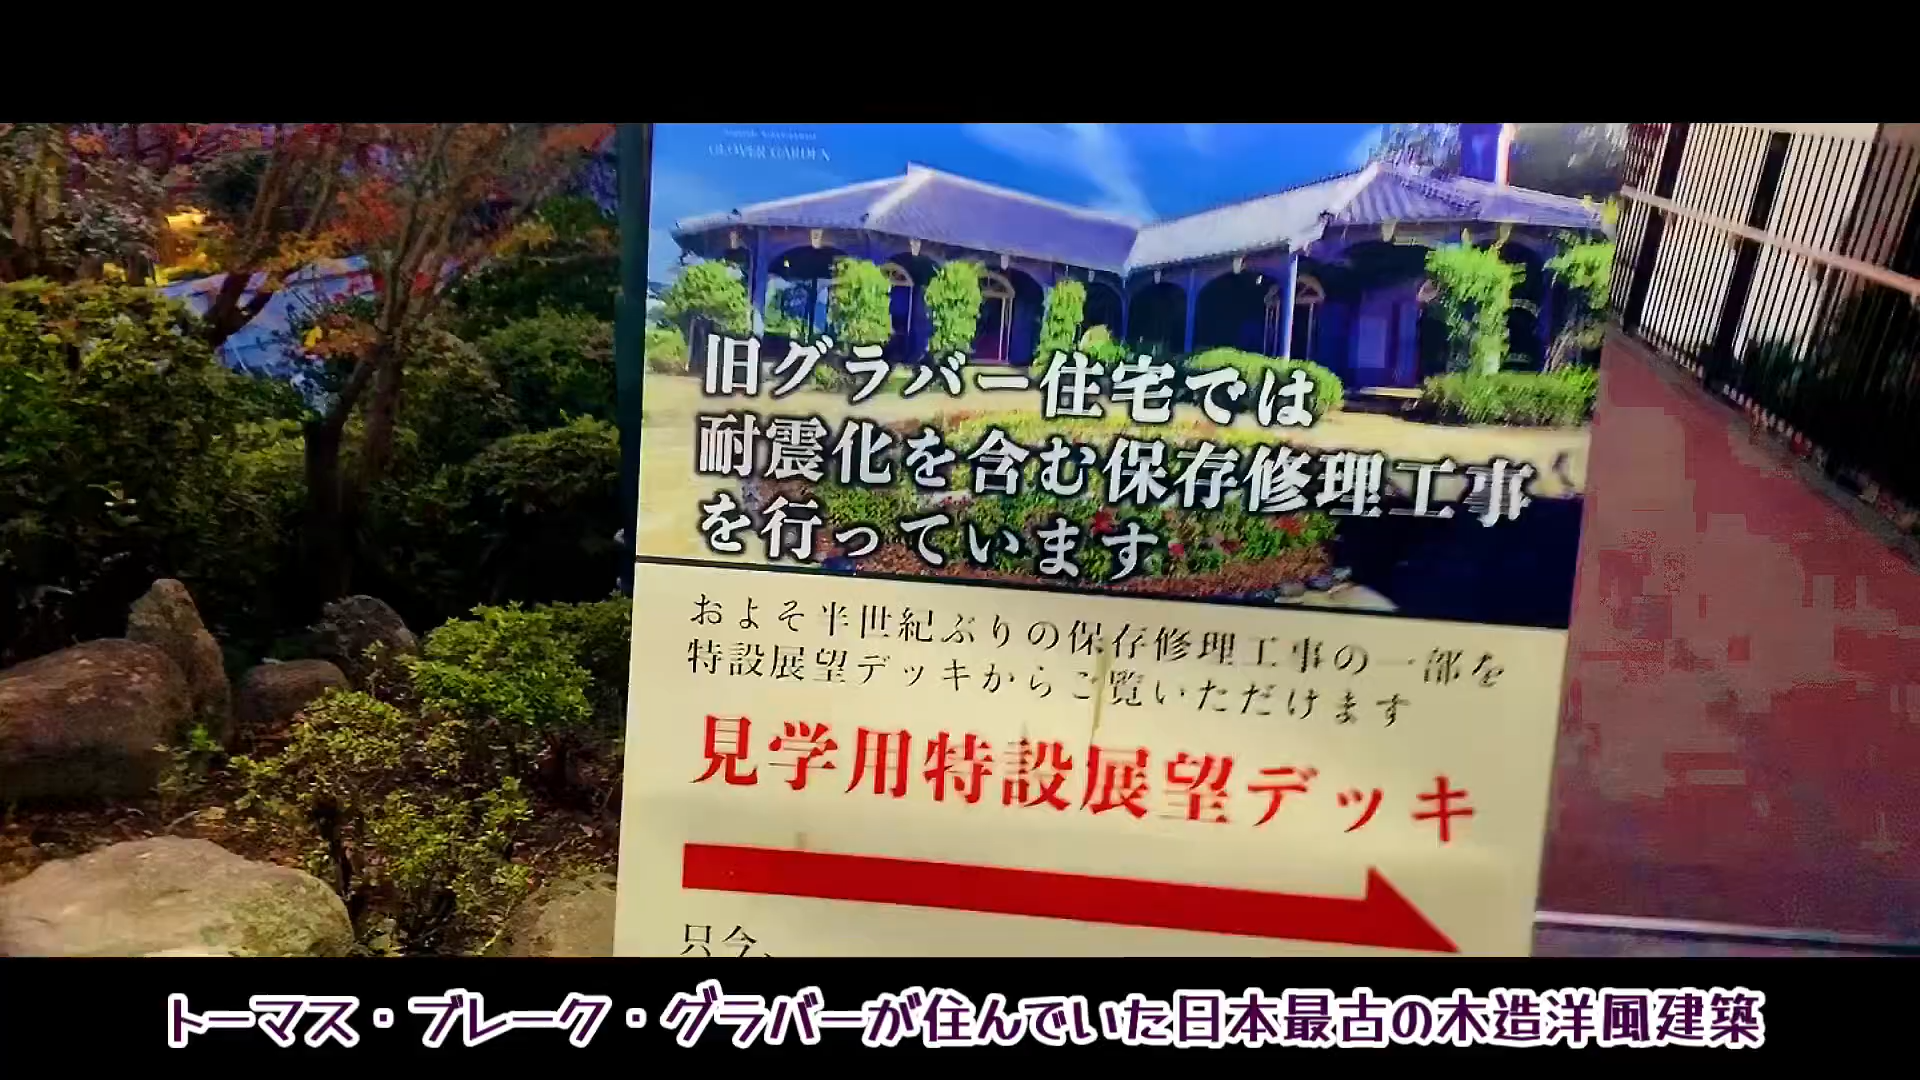 GLOVER GARDEN
旧グラバー住宅では
耐震化を含む保存修理工事
を行っています
およそ半世紀ぶりの保存修理工事の一部を
特設展望デッキからご覧いただけます
見学用特設展望デッキ
只今、
トーマス・ブレーク・グラバーが住んでいた日本最古の木造洋風建築